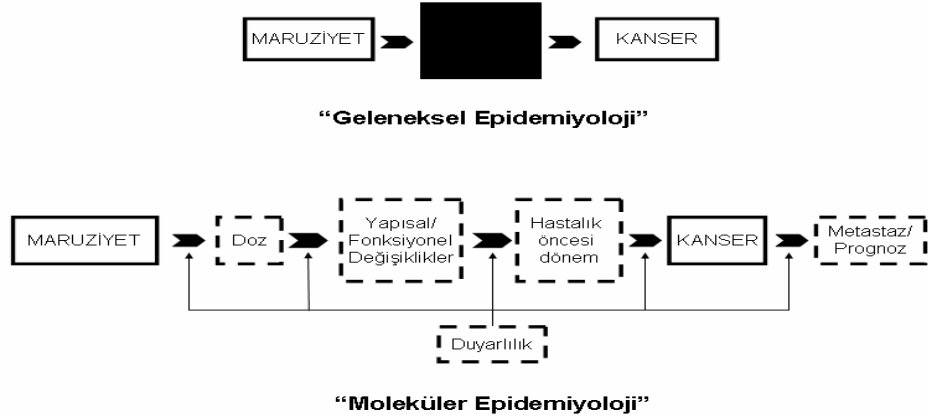 MARUZİYET
KANSER
“Geleneksel Epidemiyoloji”
MARUZİYET
Doz
Yapısal/
Fonksiyonel
Değişiklikler
Hastalık
öncesi
dönem
KANSER
Metastaz/
Prognoz
Duyarlılık
“Moleküler Epidemiyoloji”